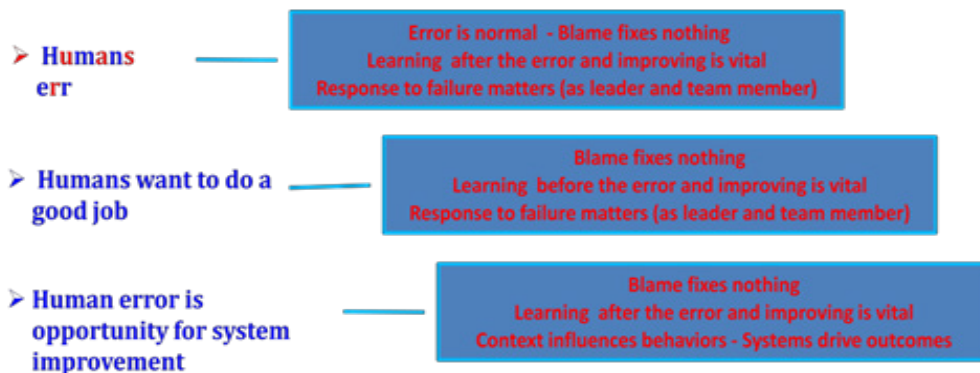 ➢ Humans
err
Error is normal - Blame fixes nothing
Learning after the error and improving is vital
Response to failure matters (as leader and team member)
➢ Humans want to do a
good job
Blame fixes nothing
Learning before the error and improving is vital
Response to failure matters (as leader and team member)
➢ Human error is
opportunity for system
improvement
Blame fixes nothing
Learning after the error and improving is vital
Context influences behaviors - Systems drive outcomes